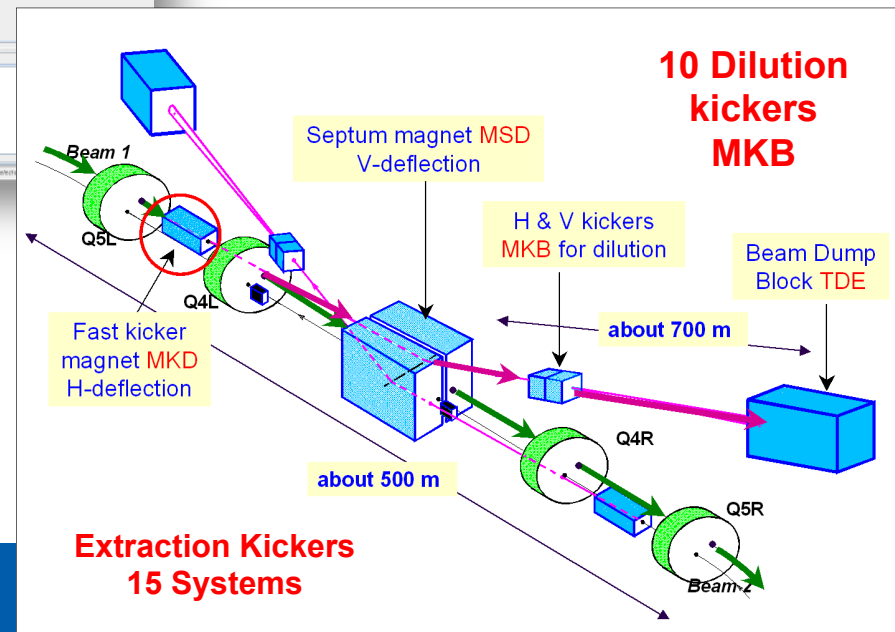 10 Dilution
kickers
MKB
Septum magnet MSD
V-deflection
Beam 1
H & V kickers
MKB for dilution
Beam Dump
Block TDE
Q5L
Q4L
about 700 m
Fast kicker
magnet MKD
H-deflection
Q4R
about 500 m
Q5R
Extraction Kickers
15 Systems
Beam 2